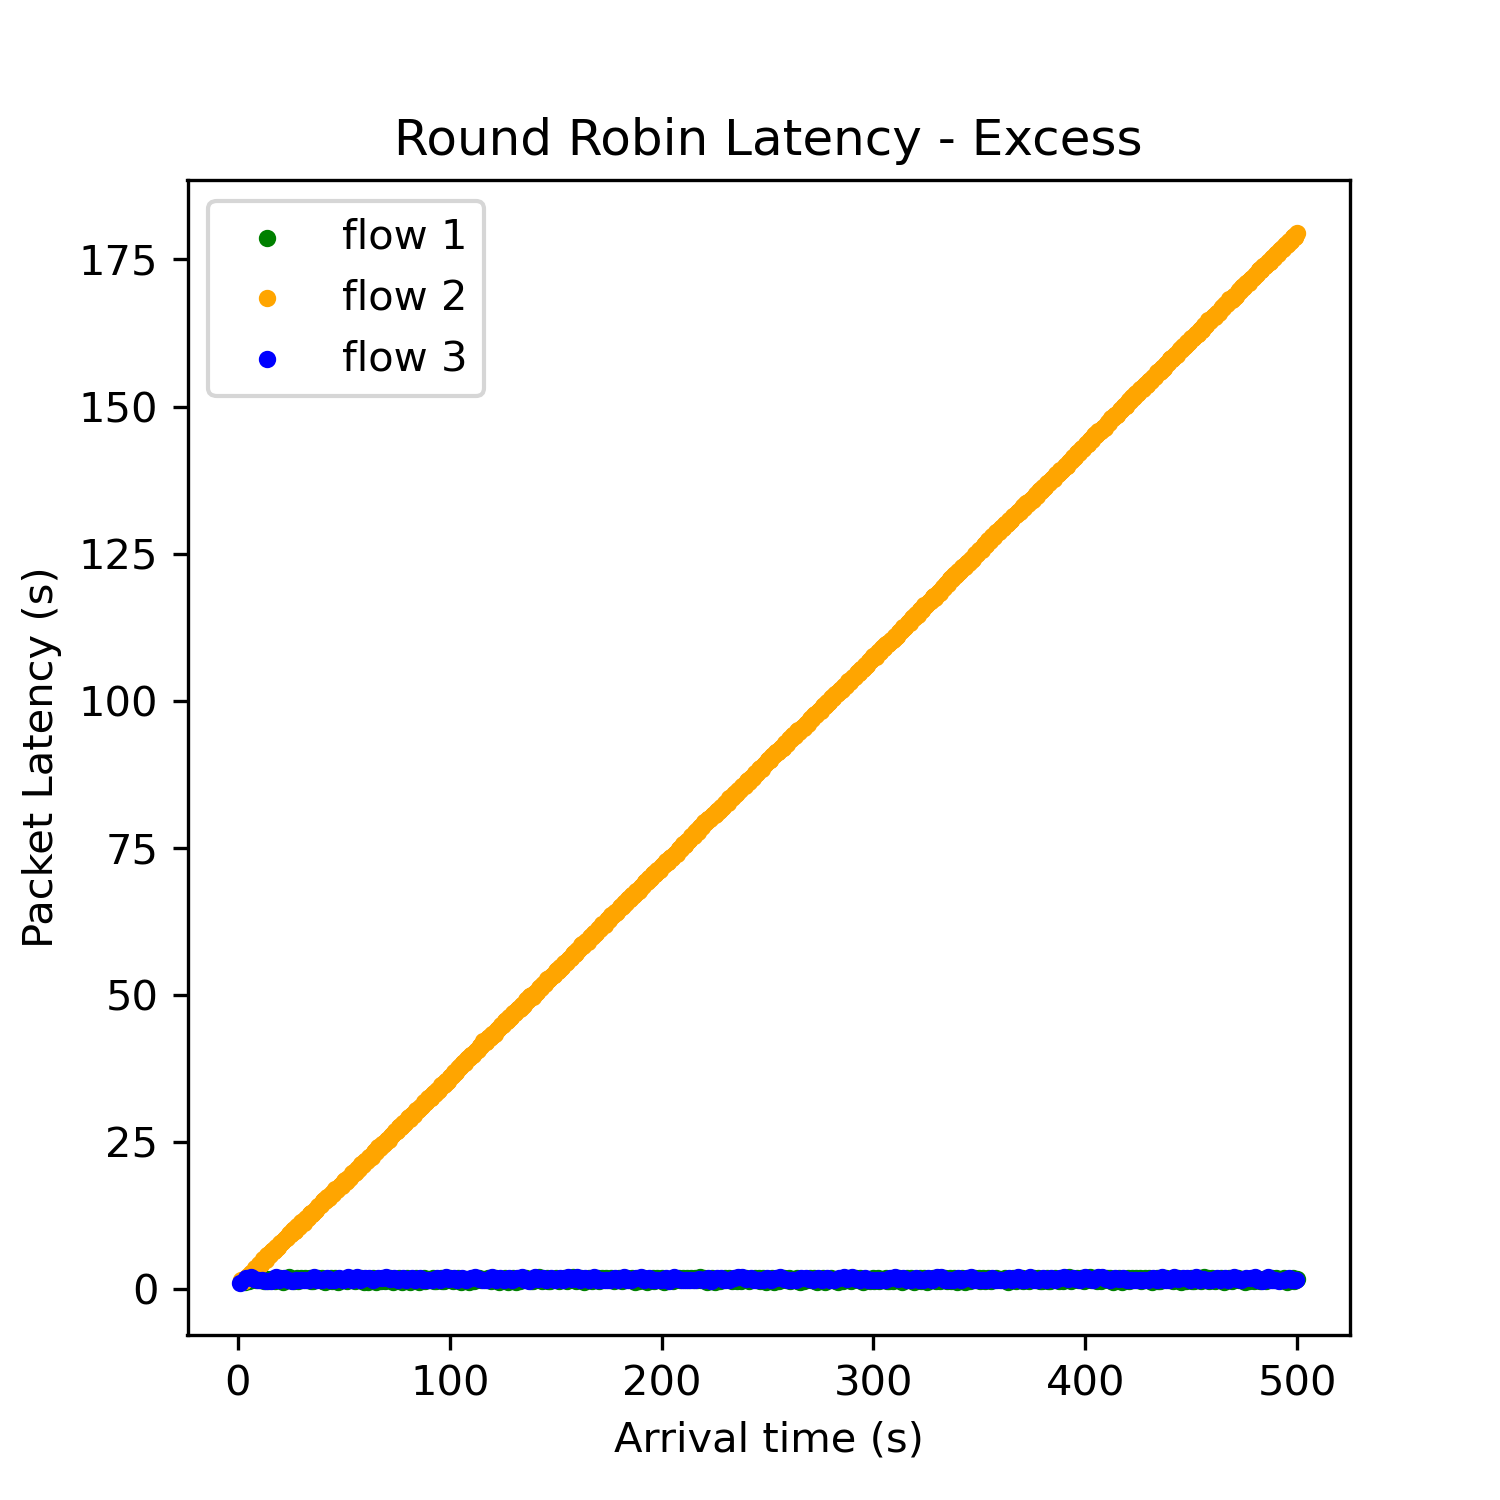 Round Robin Latency - Excess
flow 1
flow 2
flow 3
175
150
125
100
75
50
25
0
Packet Latency (s)
0 100 200 300 400 500
Arrival time (s)